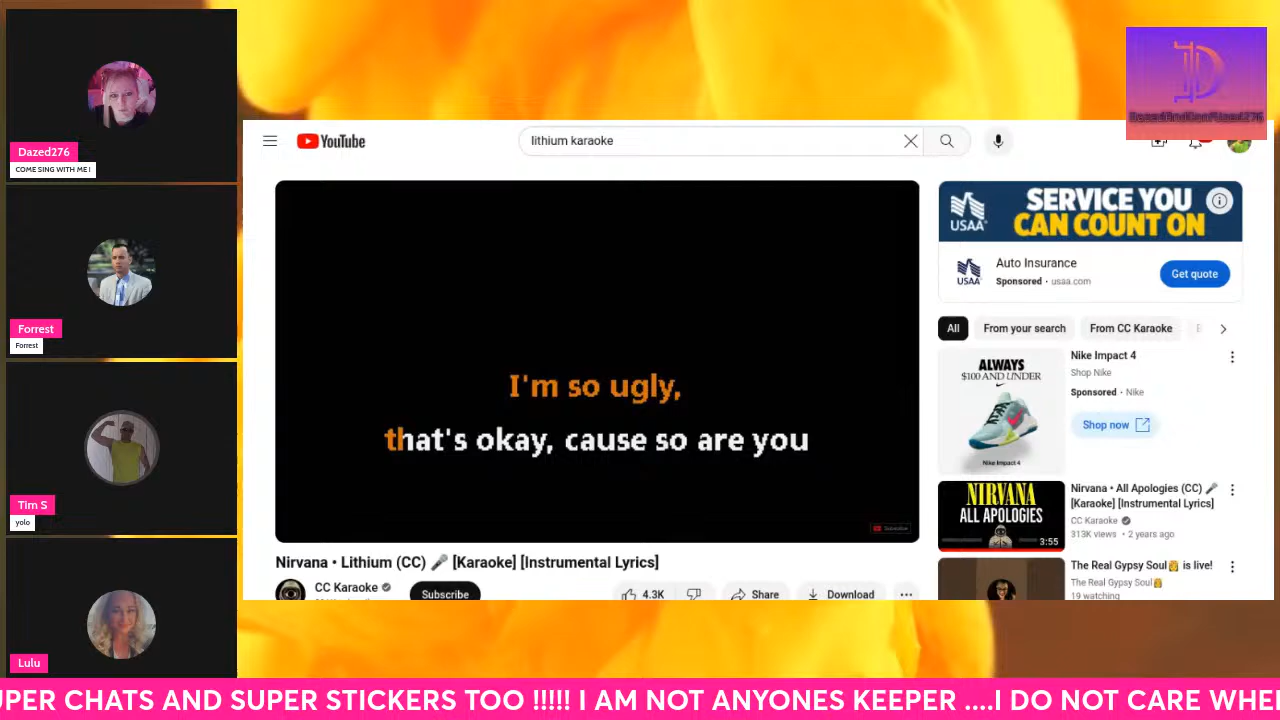 Dazed276
COME SING WITH ME !
Forrest
Forrest
Tim S
yolo
Lulu
YouTube
lithium karaoke
DazedAndConfuzed276
I'm so ugly,
that's okay, cause so are you
Subscribe
Nirvana • Lithium (CC) 🎤 [Karaoke] [Instrumental Lyrics]
CC Karaoke
Subscribe
4.3K
Share
Download
USAA
SERVICE YOU
CAN COUNT ON
USAA
Auto Insurance
Sponsored · usaa.com
Get quote
All
From your search
From CC Karaoke
ALWAYS
$100 AND UNDER
Nike Impact 4
Nike Impact 4
Shop Nike
Sponsored · Nike
Shop now
NIRVANA
ALL APOLOGIES
3:55
Nirvana • All Apologies (CC) 🎤
[Karaoke] [Instrumental Lyrics]
CC Karaoke
313K views • 2 years ago
The Real Gypsy Soul👸 is live!
The Real Gypsy Soul👸
19 watching
UPER CHATS AND SUPER STICKERS TOO !!!!! I AM NOT ANYONES KEEPER ....I DO NOT CARE WHE